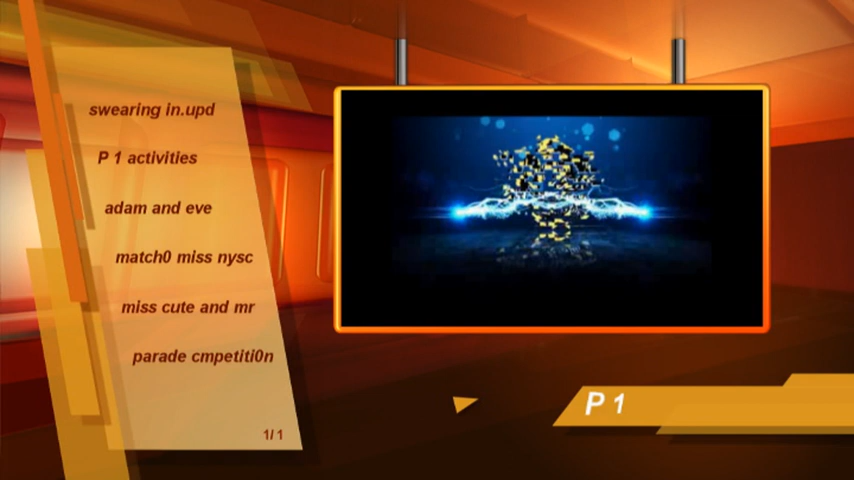 swearing in.upd
P 1 activities
adam and eve
match0 miss nysc
miss cute and mr
parade cmpetiti0n
1/1
P 1